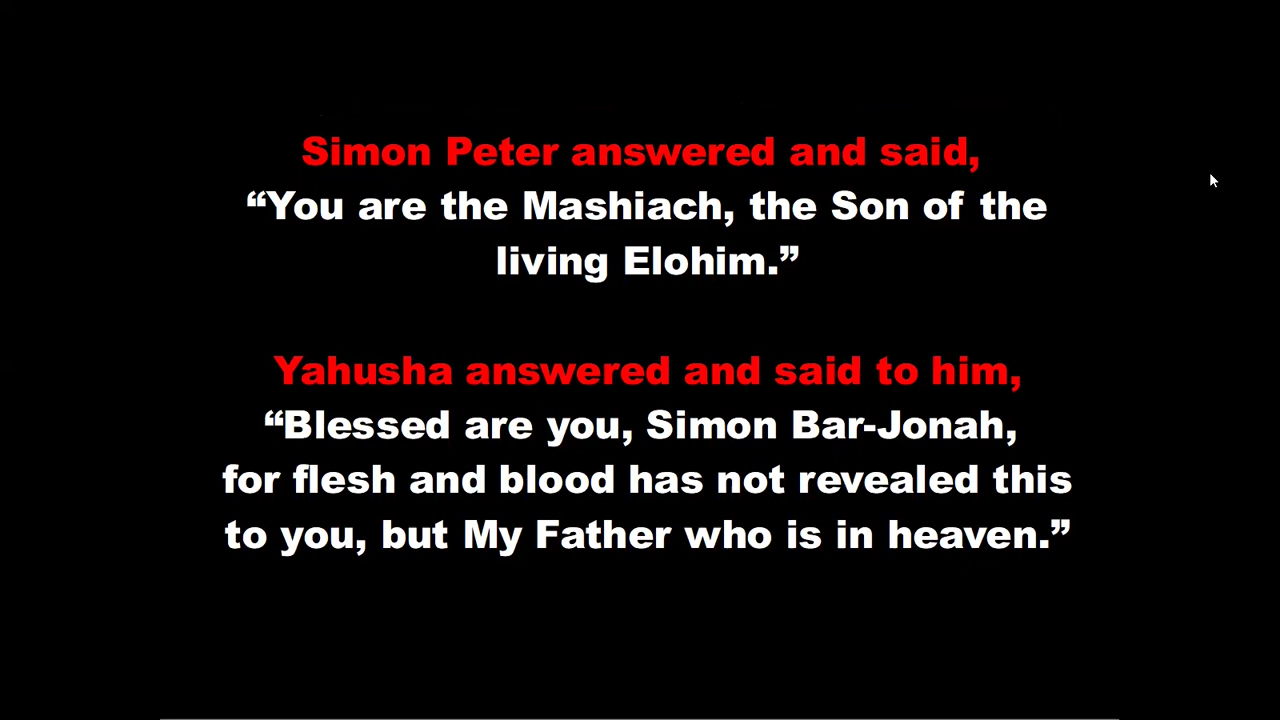 Simon Peter answered and said,
“You are the Mashiach, the Son of the
living Elohim.”
Yahusha answered and said to him,
“Blessed are you, Simon Bar-Jonah,
for flesh and blood has not revealed this
to you, but My Father who is in heaven.”